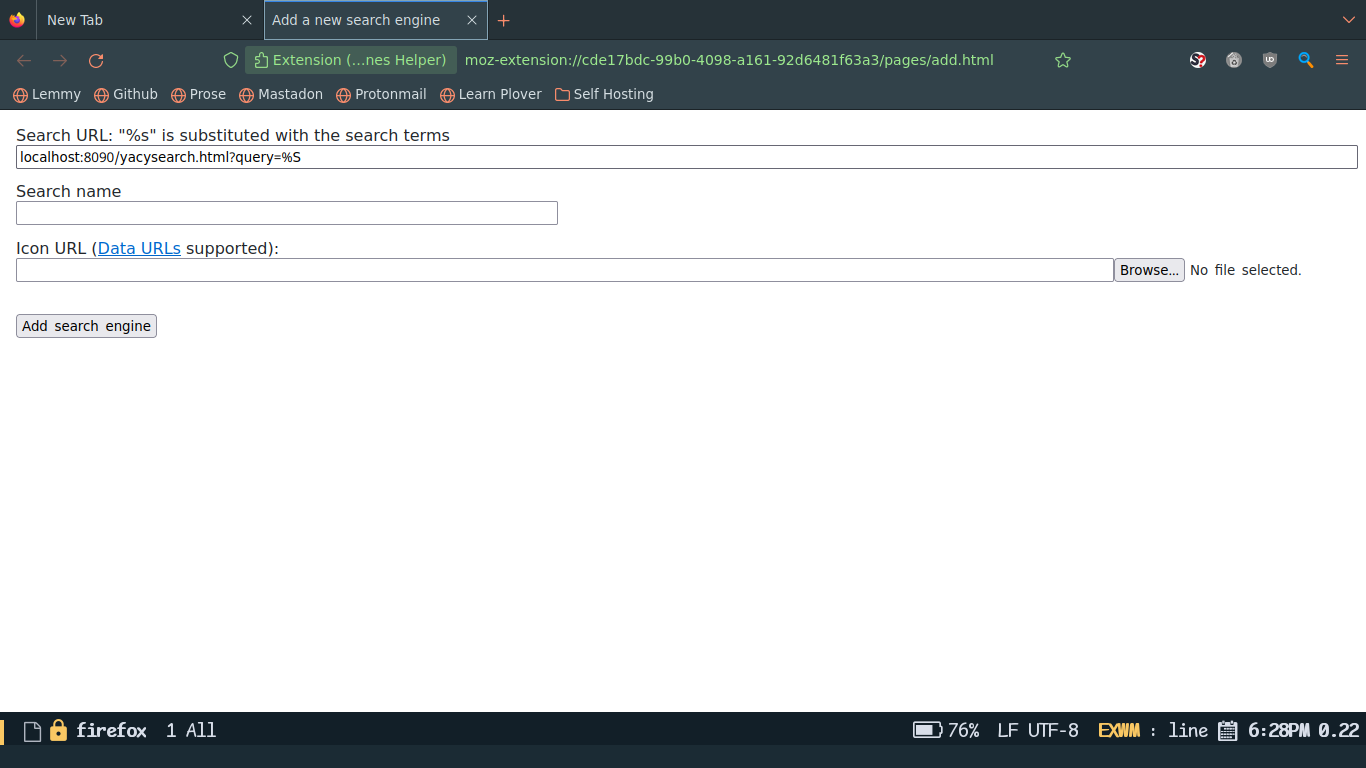 New Tab
Add a new search engine
Extension (...nes Helper) moz-extension://cde17bdc-99b0-4098-a161-92d6481f63a3/pages/add.html
Lemmy Github Prose Mastadon Protonmail Learn Plover Self Hosting
Search URL: "%s" is substituted with the search terms
localhost:8090/yacysearch.html?query=%S
Search name
Icon URL (Data URLs supported):
Browse... No file selected.
Add search engine
firefox 1 All 76% LF UTF-8 EXWM : line 6:28PM 0.22